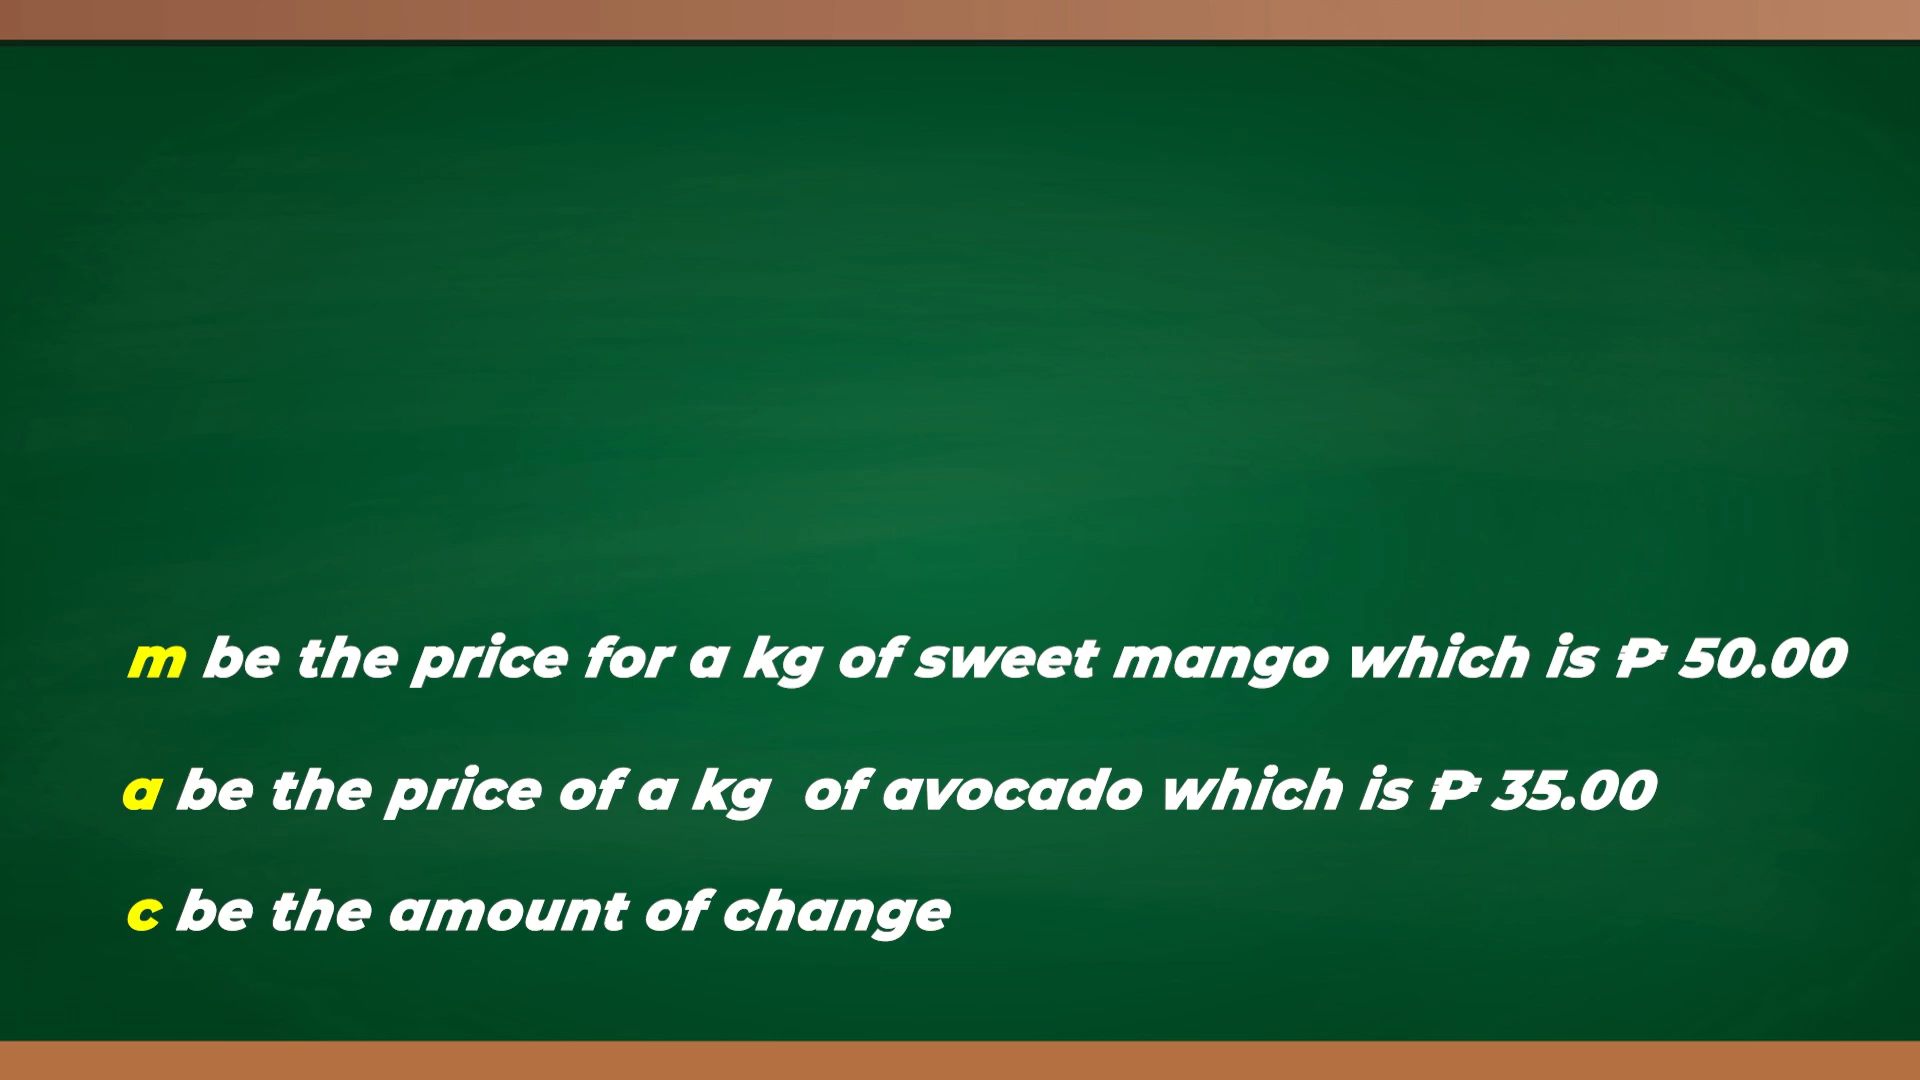 m be the price for a kg of sweet mango which is ₱ 50.00
a be the price of a kg of avocado which is ₱ 35.00
c be the amount of change